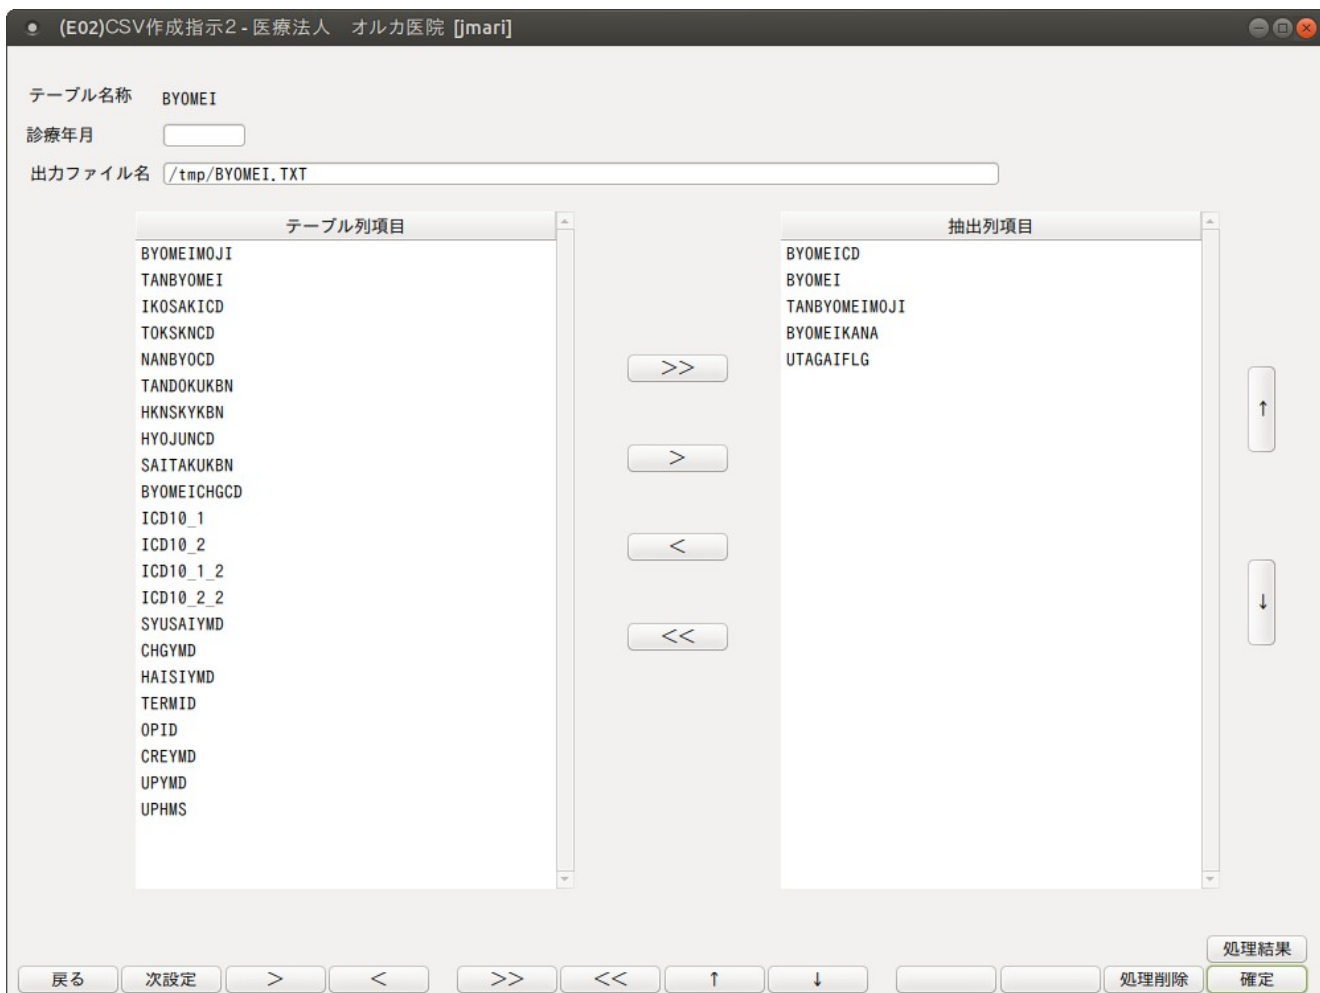 (E02)CSV作成指示2 - 医療法人　オルカ医院 [jmari]
テーブル名称 BYOMEI
診療年月
出力ファイル名 /tmp/BYOMEI.TXT
テーブル列項目
BYOMEIMOJI
TANBYOMEI
IKOSAKICD
TOKSKNCD
NANBYOCD
TANDOKUKBN
HKNSKYKBN
HYOJUNCD
SAITAKUKBN
BYOMEICHGCD
ICD10_1
ICD10_2
ICD10_1_2
ICD10_2_2
SYUSAIYMD
CHGYMD
HAISIYMD
TERMID
OPID
CREYMD
UPYMD
UPHMS
>>
>
<
<<
抽出列項目
BYOMEICD
BYOMEI
TANBYOMEIMOJI
BYOMEIKANA
UTAGAIFLG
↑
↓
処理結果
戻る 次設定 > < >> << ↑ ↓ 処理削除 確定